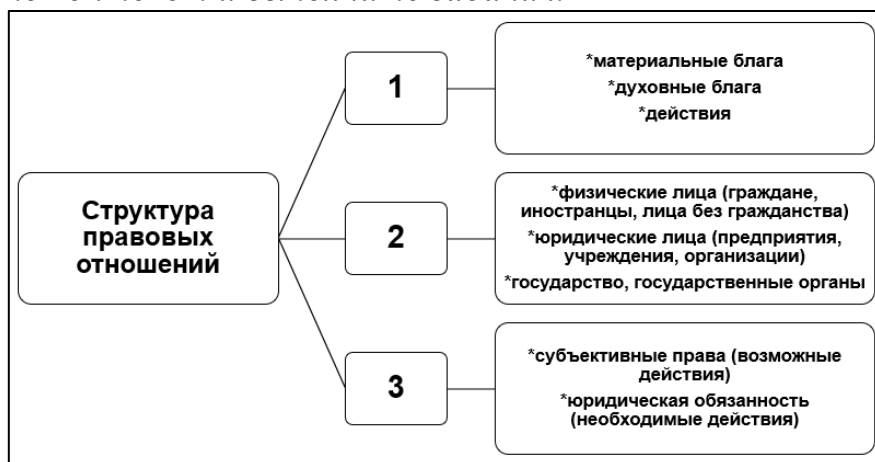 1
*материальные блага
*духовные блага
*действия
Структура
правовых
отношений
2
*физические лица (граждане,
иностранцы, лица без гражданства)
*юридические лица (предприятия,
учреждения, организации)
*государство, государственные органы
3
*субъективные права (возможные
действия)
*юридическая обязанность
(необходимые действия)